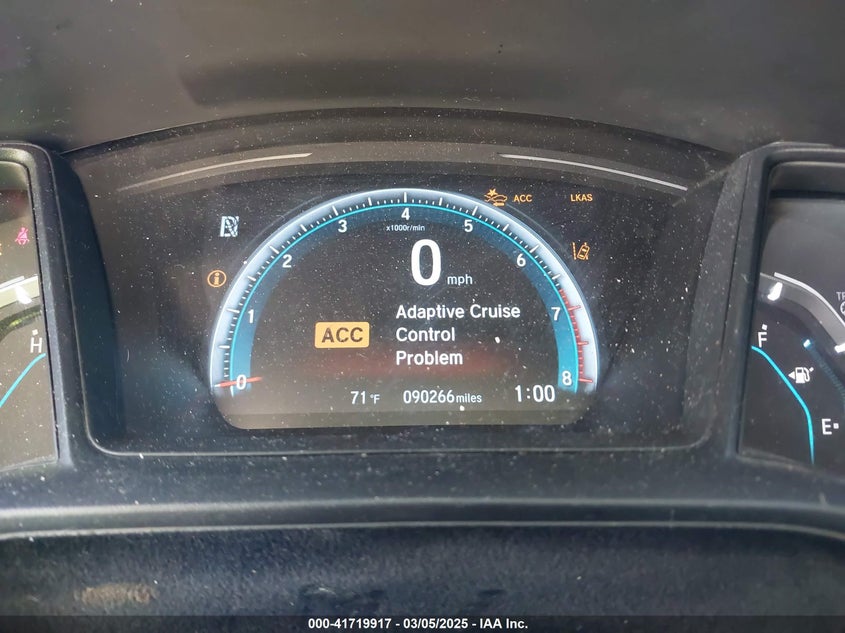 ACC LKAS
4
3 5
x1000r/min
2 6
0 mph
1 7
Adaptive Cruise
ACC Control
Problem
0 8
71°F 090266 miles 1:00
H
F
E
000-41719917 - 03/05/2025 - IAA Inc.